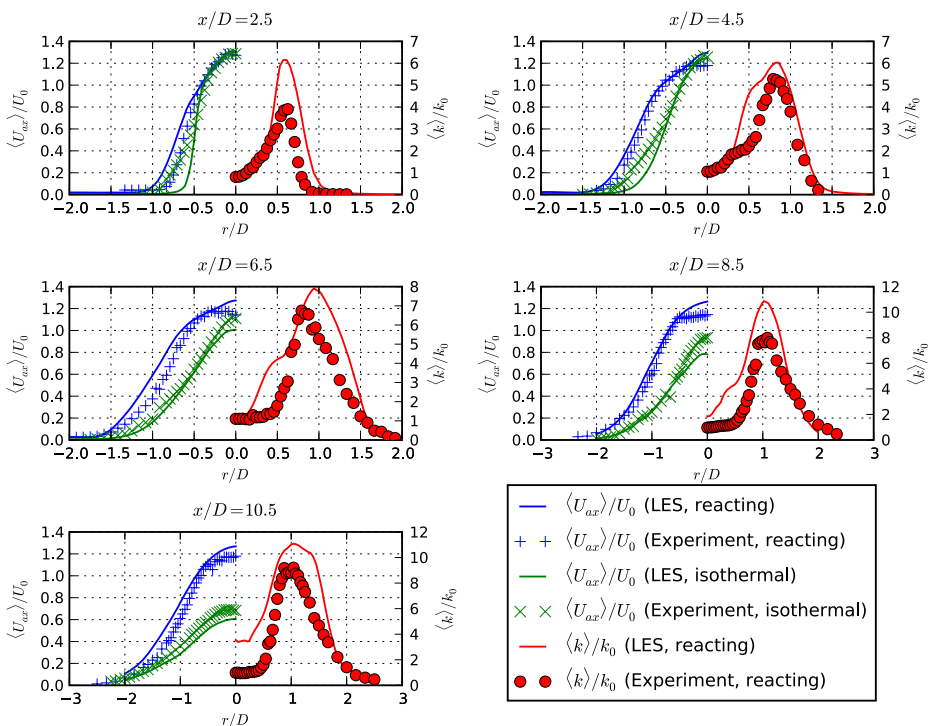 x/D=2.5
1.4
1.2
1.0
0.8
0.6
0.4
0.2
0.0
⟨U_ax⟩/U_0
7
6
5
4
3
2
1
0
⟨k⟩/k_0
−2.0 −1.5 −1.0 −0.5 0.0 0.5 1.0 1.5 2.0
r/D
x/D=4.5
1.4
1.2
1.0
0.8
0.6
0.4
0.2
0.0
⟨U_ax⟩/U_0
7
6
5
4
3
2
1
0
⟨k⟩/k_0
−2.0 −1.5 −1.0 −0.5 0.0 0.5 1.0 1.5 2.0
r/D
x/D=6.5
1.4
1.2
1.0
0.8
0.6
0.4
0.2
0.0
⟨U_ax⟩/U_0
8
7
6
5
4
3
2
1
0
⟨k⟩/k_0
−2.0 −1.5 −1.0 −0.5 0.0 0.5 1.0 1.5 2.0
r/D
x/D=8.5
1.4
1.2
1.0
0.8
0.6
0.4
0.2
0.0
⟨U_ax⟩/U_0
12
10
8
6
4
2
0
⟨k⟩/k_0
−3 −2 −1 0 1 2 3
r/D
x/D=10.5
1.4
1.2
1.0
0.8
0.6
0.4
0.2
0.0
⟨U_ax⟩/U_0
12
10
8
6
4
2
0
⟨k⟩/k_0
−3 −2 −1 0 1 2 3
r/D
⟨U_ax⟩/U_0 (LES, reacting)
⟨U_ax⟩/U_0 (Experiment, reacting)
⟨U_ax⟩/U_0 (LES, isothermal)
⟨U_ax⟩/U_0 (Experiment, isothermal)
⟨k⟩/k_0 (LES, reacting)
⟨k⟩/k_0 (Experiment, reacting)